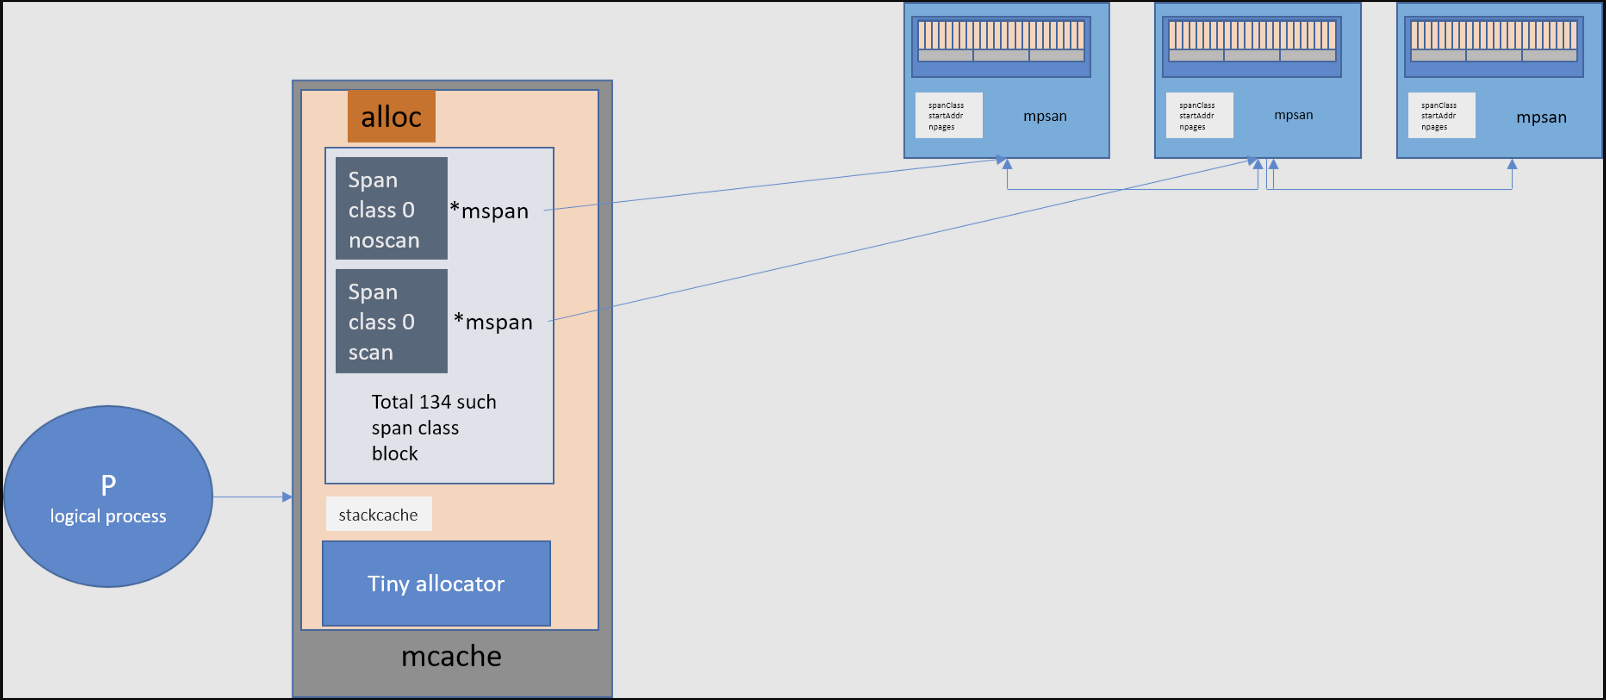 alloc
Span
class 0
noscan
*mspan
Span
class 0
scan
*mspan
Total 134 such
span class
block
stackcache
Tiny allocator
mcache
P
logical process
spanClass
startAddr
npages
mpsan
spanClass
startAddr
npages
mpsan
spanClass
startAddr
npages
mpsan